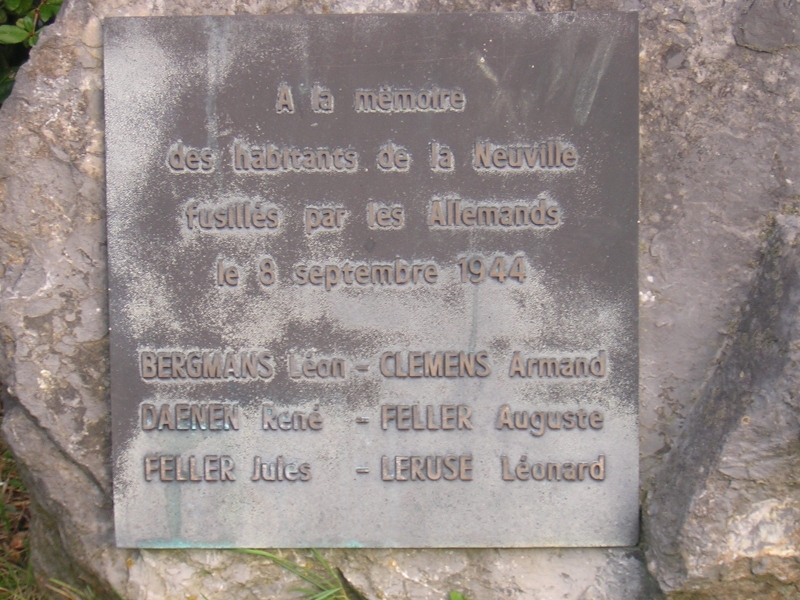 A la mémoire
des habitants de la Neuville
fusillés par les Allemands
le 8 septembre 1944
BERGMANS Léon - CLEMENS Armand
DAENEN René - FELLER Auguste
FELLER Jules - LERUSE Léonard